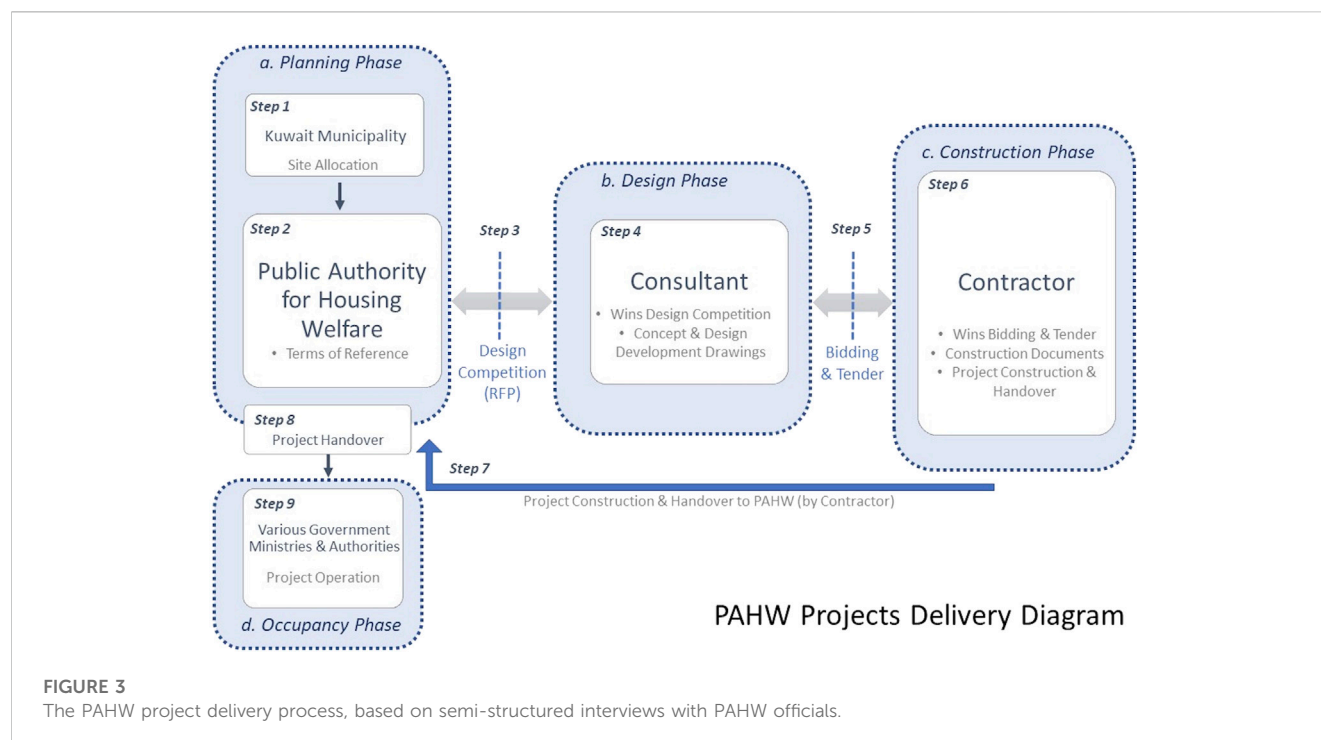 a. Planning Phase
Step 1
Kuwait Municipality
Site Allocation
Step 2
Public Authority
for Housing
Welfare
• Terms of Reference
Step 3
Design
Competition
(RFP)
b. Design Phase
Step 4
Consultant
• Wins Design Competition
• Concept & Design
Development Drawings
Step 5
Bidding
& Tender
c. Construction Phase
Step 6
Contractor
• Wins Bidding & Tender
• Construction Documents
• Project Construction &
Handover
Step 7
Project Construction & Handover to PAHW (by Contractor)
Step 8
Project Handover
Step 9
Various Government
Ministries & Authorities
Project Operation
d. Occupancy Phase
PAHW Projects Delivery Diagram
FIGURE 3
The PAHW project delivery process, based on semi-structured interviews with PAHW officials.